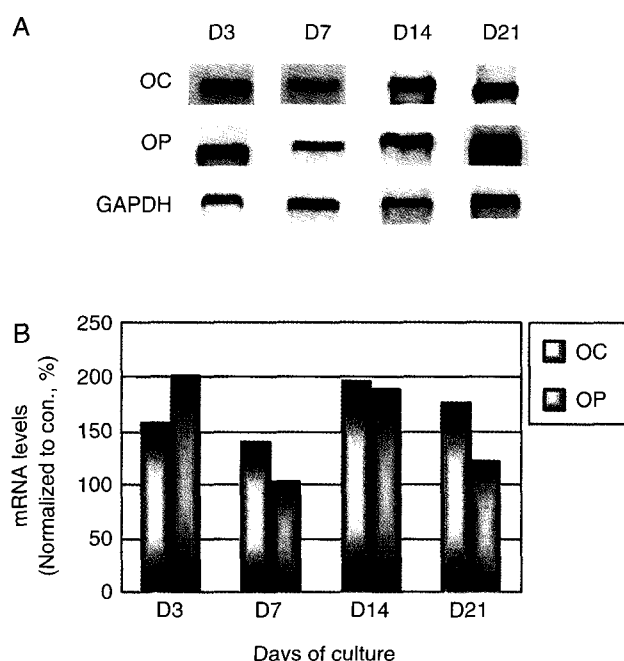 A
D3 D7 D14 D21
OC
OP
GAPDH
B
mRNA levels
(Normalized to con., %)
250
200
150
100
50
0
D3 D7 D14 D21
Days of culture
OC
OP